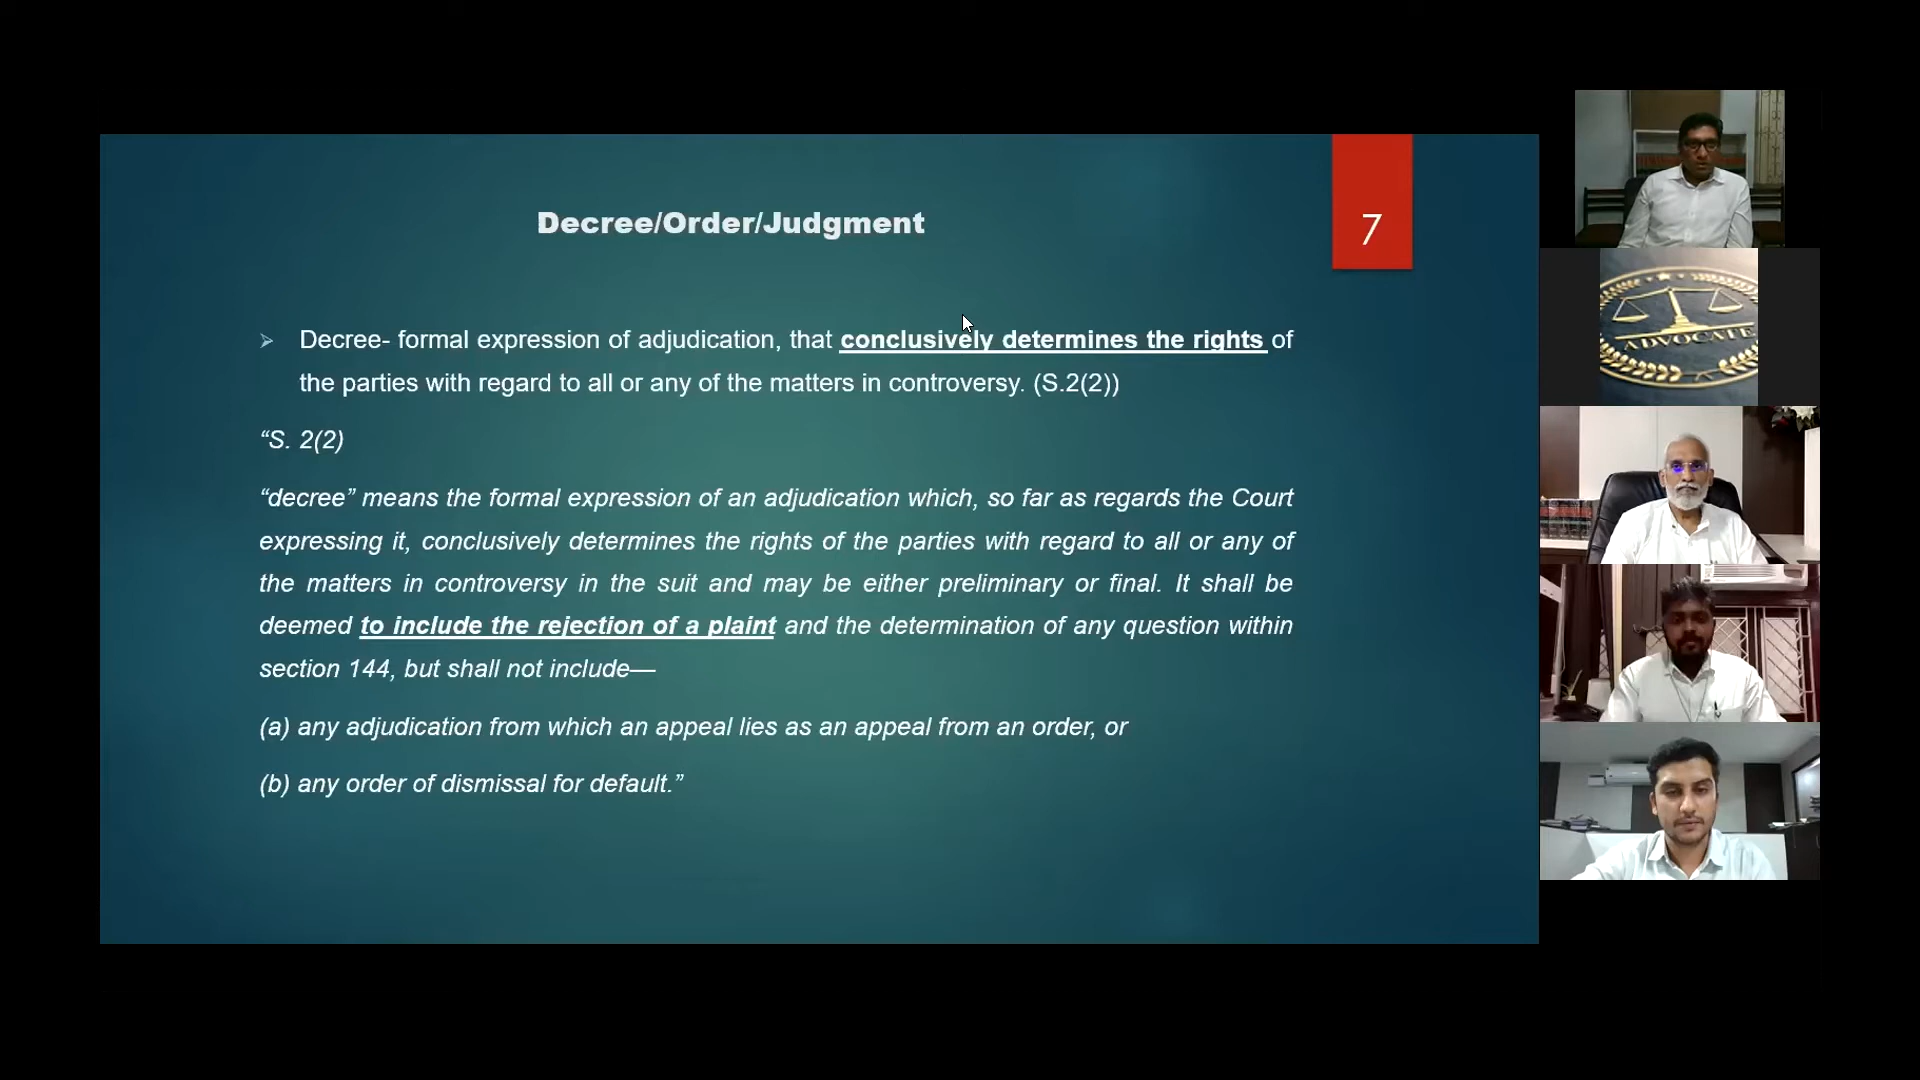 Decree/Order/Judgment
7
➢ Decree- formal expression of adjudication, that conclusively determines the rights of
the parties with regard to all or any of the matters in controversy. (S.2(2))
“S. 2(2)
“decree” means the formal expression of an adjudication which, so far as regards the Court
expressing it, conclusively determines the rights of the parties with regard to all or any of
the matters in controversy in the suit and may be either preliminary or final. It shall be
deemed to include the rejection of a plaint and the determination of any question within
section 144, but shall not include—
(a) any adjudication from which an appeal lies as an appeal from an order, or
(b) any order of dismissal for default.”
ADVOCATE